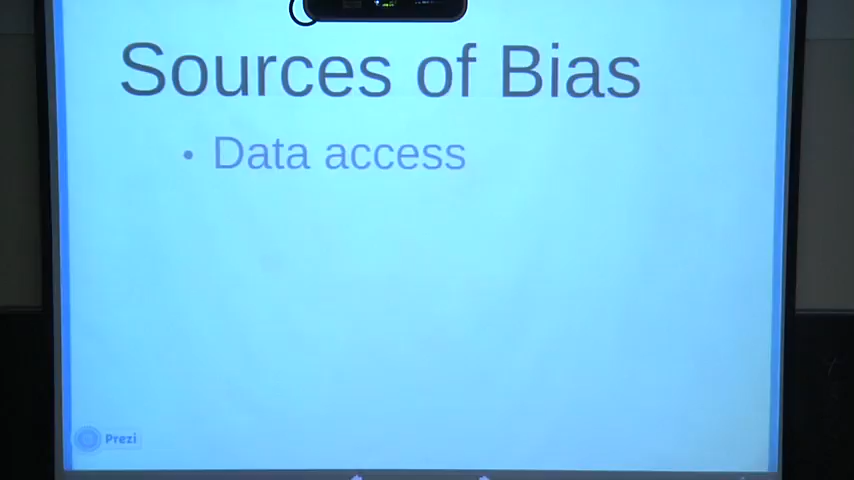 Sources of Bias
• Data access
Prezi